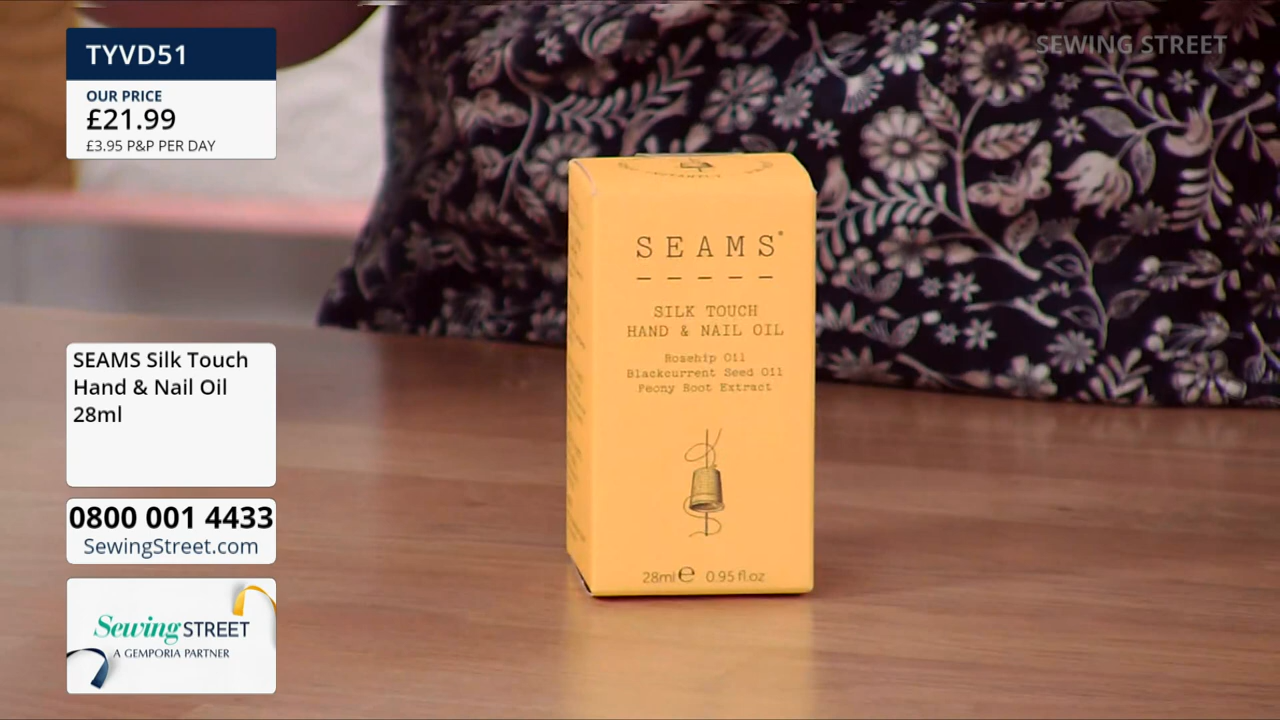 TYVD51
OUR PRICE
£21.99
£3.95 P&P PER DAY
SEWING STREET
SEAMS®
SILK TOUCH
HAND & NAIL OIL
Rosehip Oil
Blackcurrent Seed Oil
Peony Root Extract
28ml℮ 0.95 fl.oz
SEAMS Silk Touch
Hand & Nail Oil
28ml
0800 001 4433
SewingStreet.com
Sewing STREET
A GEMPORIA PARTNER